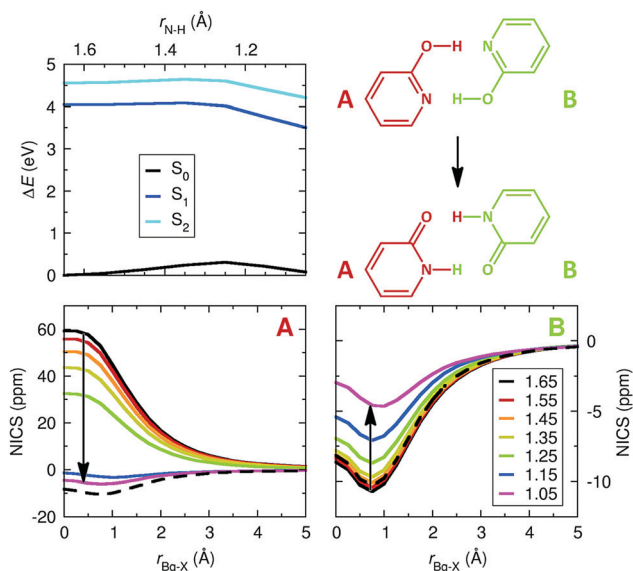 r_N-H (Å)
1.6 1.4 1.2
5
4
3
2
1
0
ΔE (eV)
S₀
S₁
S₂
A
O H
N
N
H O
B
A
O
N H
H N
O
B
60
40
20
0
-20
NICS (ppm)
A
0 1 2 3 4 5
r_Bq-X (Å)
B
1.65
1.55
1.45
1.35
1.25
1.15
1.05
0
-5
-10
NICS (ppm)
0 1 2 3 4 5
r_Bq-X (Å)